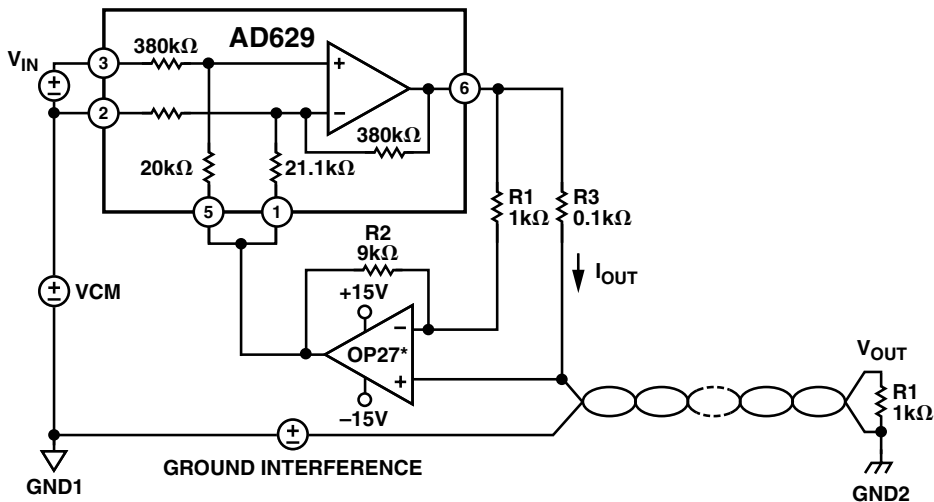 AD629
V_IN
3
380kΩ
+
6
2
−
380kΩ
20kΩ
21.1kΩ
5
1
R1
1kΩ
R3
0.1kΩ
R2
9kΩ
I_OUT
VCM
+15V
−
OP27*
+
–15V
V_OUT
R1
1kΩ
GROUND INTERFERENCE
GND1
GND2